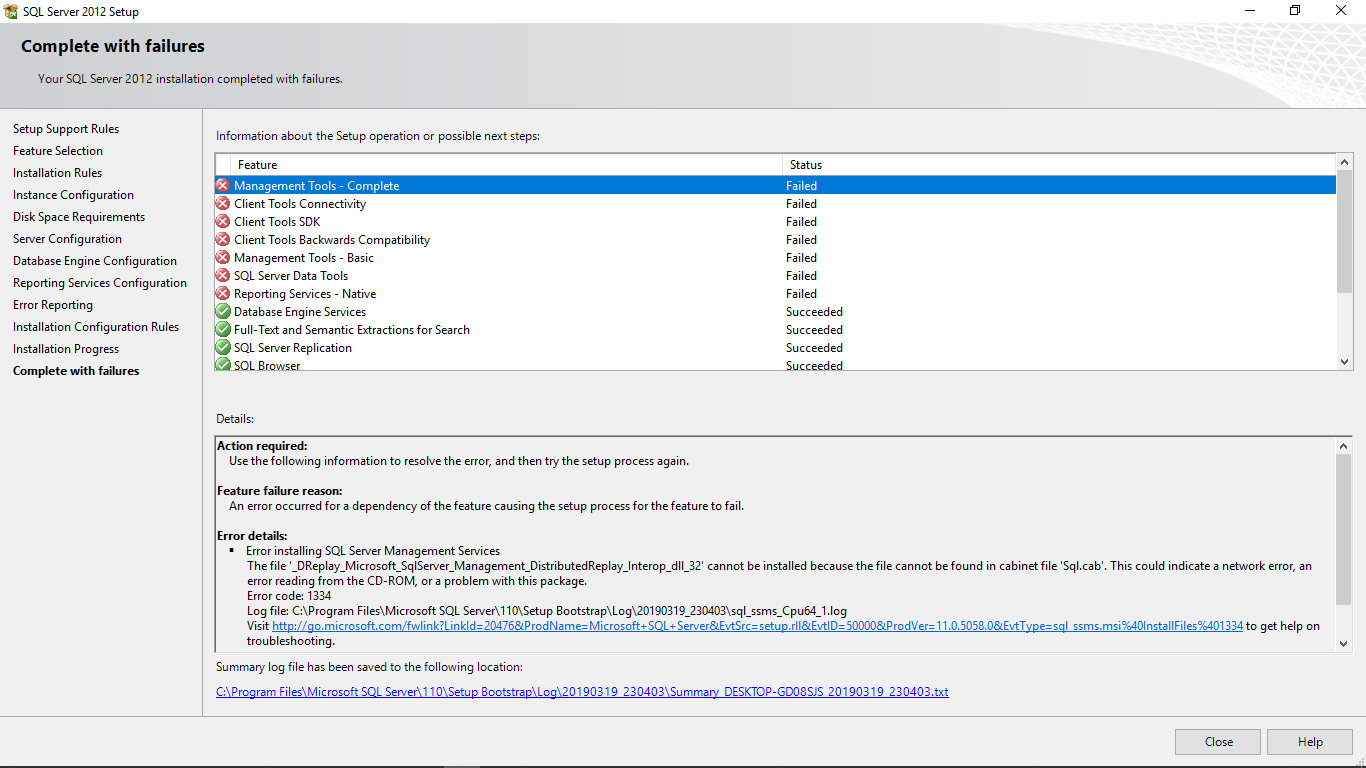 SQL Server 2012 Setup
Complete with failures
Your SQL Server 2012 installation completed with failures.
Setup Support Rules
Feature Selection
Installation Rules
Instance Configuration
Disk Space Requirements
Server Configuration
Database Engine Configuration
Reporting Services Configuration
Error Reporting
Installation Configuration Rules
Installation Progress
Complete with failures
Information about the Setup operation or possible next steps:
Feature Status
Management Tools - Complete Failed
Client Tools Connectivity Failed
Client Tools SDK Failed
Client Tools Backwards Compatibility Failed
Management Tools - Basic Failed
SQL Server Data Tools Failed
Reporting Services - Native Failed
Database Engine Services Succeeded
Full-Text and Semantic Extractions for Search Succeeded
SQL Server Replication Succeeded
SQL Browser Succeeded
Details:
Action required:
Use the following information to resolve the error, and then try the setup process again.
Feature failure reason:
An error occurred for a dependency of the feature causing the setup process for the feature to fail.
Error details:
Error installing SQL Server Management Services
The file '_DReplay_Microsoft_SqlServer_Management_DistributedReplay_Interop_dll_32' cannot be installed because the file cannot be found in cabinet file 'Sql.cab'. This could indicate a network error, an
error reading from the CD-ROM, or a problem with this package.
Error code: 1334
Log file: C:\Program Files\Microsoft SQL Server\110\Setup Bootstrap\Log\20190319_230403\sql_ssms_Cpu64_1.log
Visit http://go.microsoft.com/fwlink?LinkId=20476&ProdName=Microsoft+SQL+Server&EvtSrc=setup.rll&EvtID=50000&ProdVer=11.0.5058.0&EvtType=sql_ssms.msi%40InstallFiles%401334 to get help on
troubleshooting.
Summary log file has been saved to the following location:
C:\Program Files\Microsoft SQL Server\110\Setup Bootstrap\Log\20190319_230403\Summary_DESKTOP-GD08SJS_20190319_230403.txt
Close Help